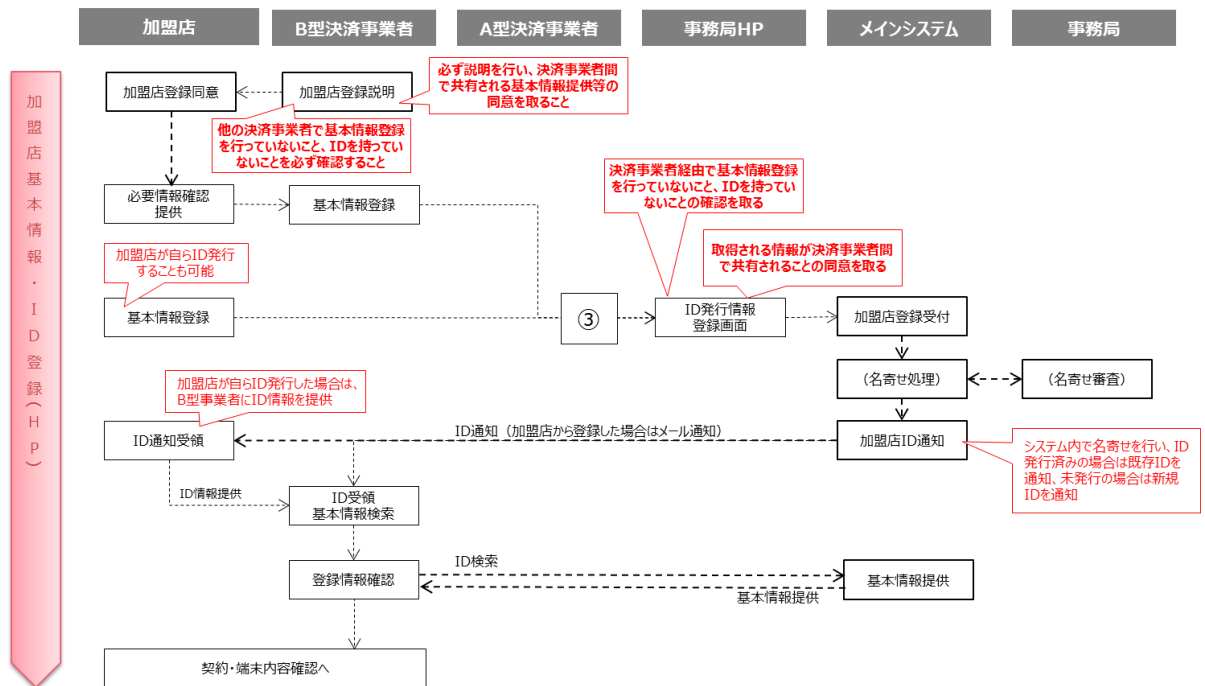 加盟店
B型決済事業者
A型決済事業者
事務局HP
メインシステム
事務局
加盟店基本情報・ID登録(HP)
加盟店登録同意
加盟店登録説明
必ず説明を行い、決済事業者間
で共有される基本情報提供等の
同意を取ること
他の決済事業者で基本情報登録
を行っていないこと、IDを持ってい
ないことを必ず確認すること
決済事業者経由で基本情報登録
を行っていないこと、IDを持ってい
ないことの確認を取る
必要情報確認
提供
基本情報登録
取得される情報が決済事業者間
で共有されることの同意を取る
加盟店が自らID発行
することも可能
基本情報登録
③
ID発行情報
登録画面
加盟店登録受付
(名寄せ処理)
(名寄せ審査)
加盟店が自らID発行した場合は、
B型事業者にID情報を提供
ID通知受領
ID通知(加盟店から登録した場合はメール通知)
加盟店ID通知
システム内で名寄せを行い、ID
発行済みの場合は既存IDを
通知、未発行の場合は新規
IDを通知
ID情報提供
ID受領
基本情報検索
ID検索
登録情報確認
基本情報提供
基本情報提供
契約・端末内容確認へ